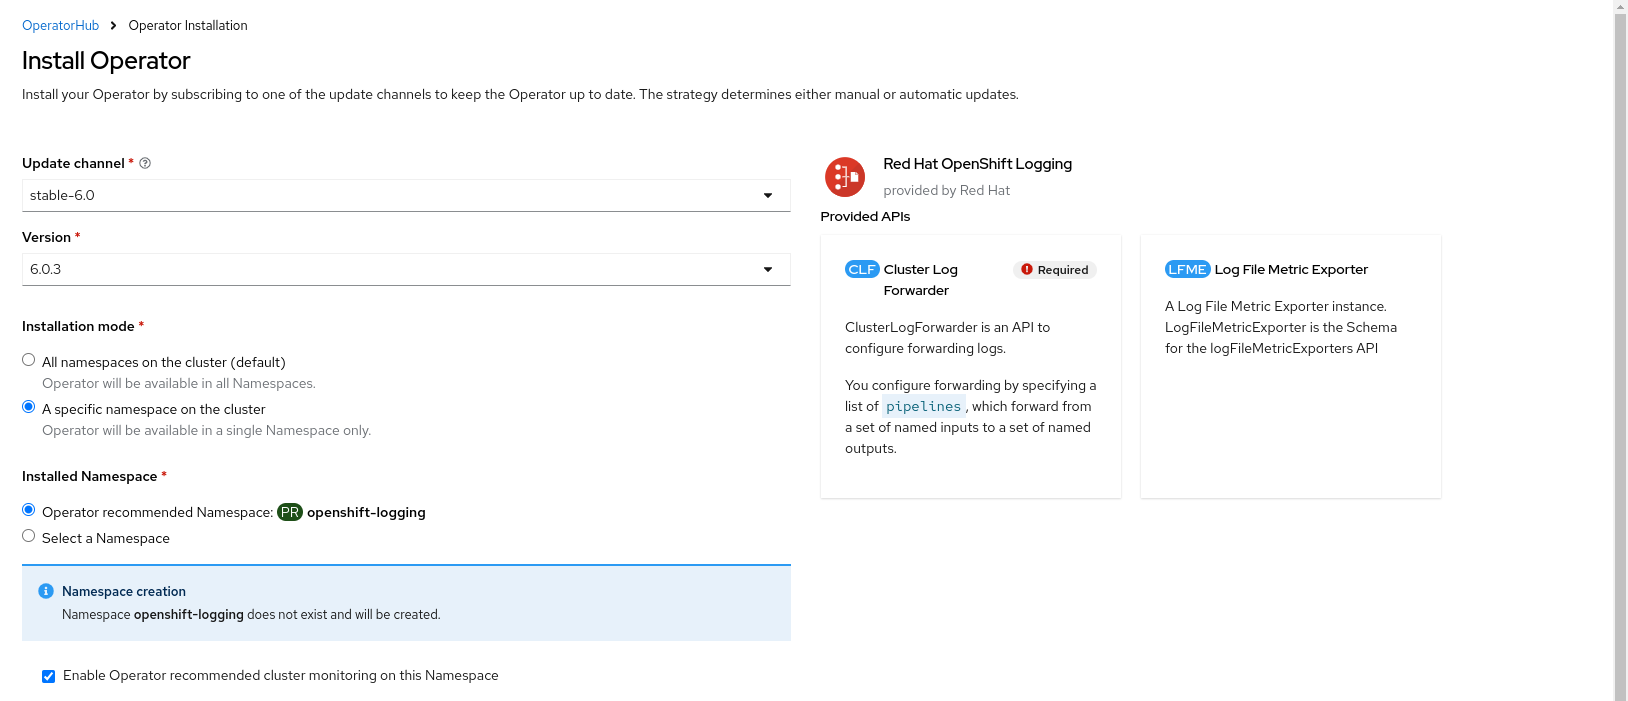 OperatorHub > Operator Installation
Install Operator
Install your Operator by subscribing to one of the update channels to keep the Operator up to date. The strategy determines either manual or automatic updates.
Update channel *
stable-6.0
Version *
6.0.3
Installation mode *
All namespaces on the cluster (default)
Operator will be available in all Namespaces.
A specific namespace on the cluster
Operator will be available in a single Namespace only.
Installed Namespace *
Operator recommended Namespace: PR openshift-logging
Select a Namespace
Namespace creation
Namespace openshift-logging does not exist and will be created.
Enable Operator recommended cluster monitoring on this Namespace
Red Hat OpenShift Logging
provided by Red Hat
Provided APIs
CLF Cluster Log
Forwarder
Required
ClusterLogForwarder is an API to
configure forwarding logs.
You configure forwarding by specifying a
list of pipelines, which forward from
a set of named inputs to a set of named
outputs.
LFME Log File Metric Exporter
A Log File Metric Exporter instance.
LogFileMetricExporter is the Schema
for the logFileMetricExporters API